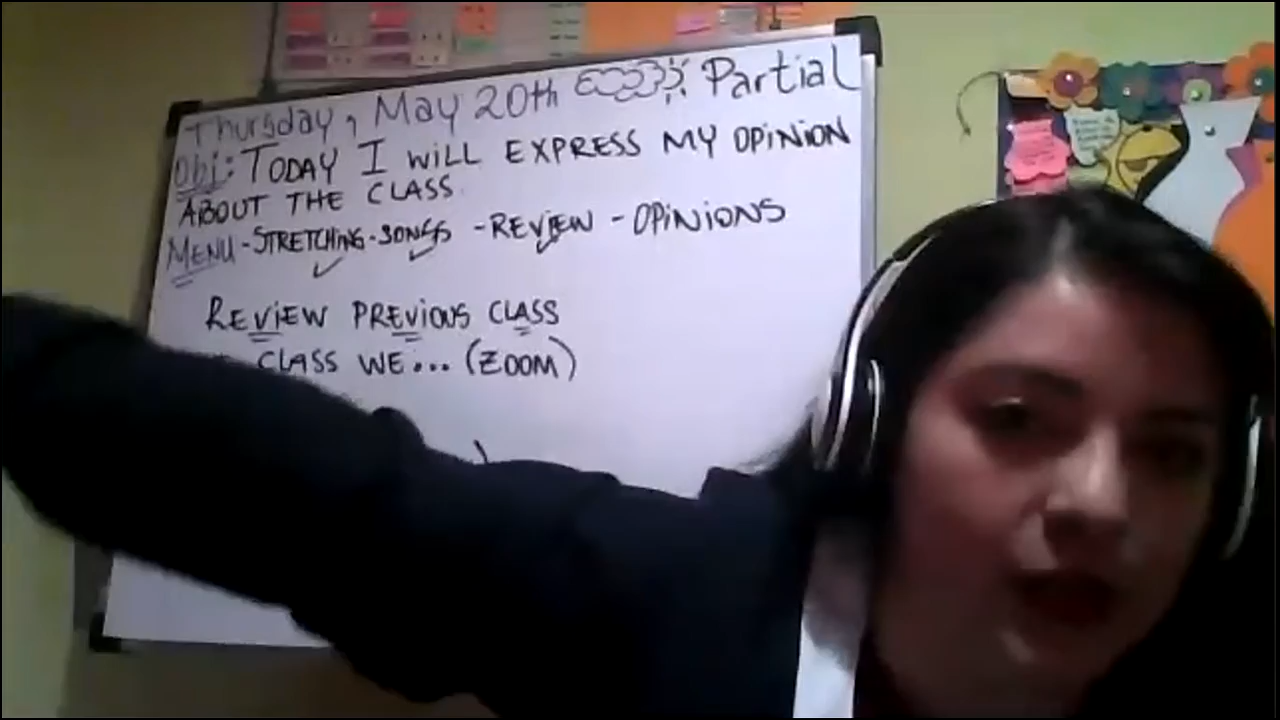 Thursday, May 20th Partial
Obj: TODAY I WILL EXPRESS MY OPINION
ABOUT THE CLASS.
MENU - STRETCHING - SONGS - REVIEW - OPINIONS
REVIEW PREVIOUS CLASS
CLASS WE... (ZOOM)